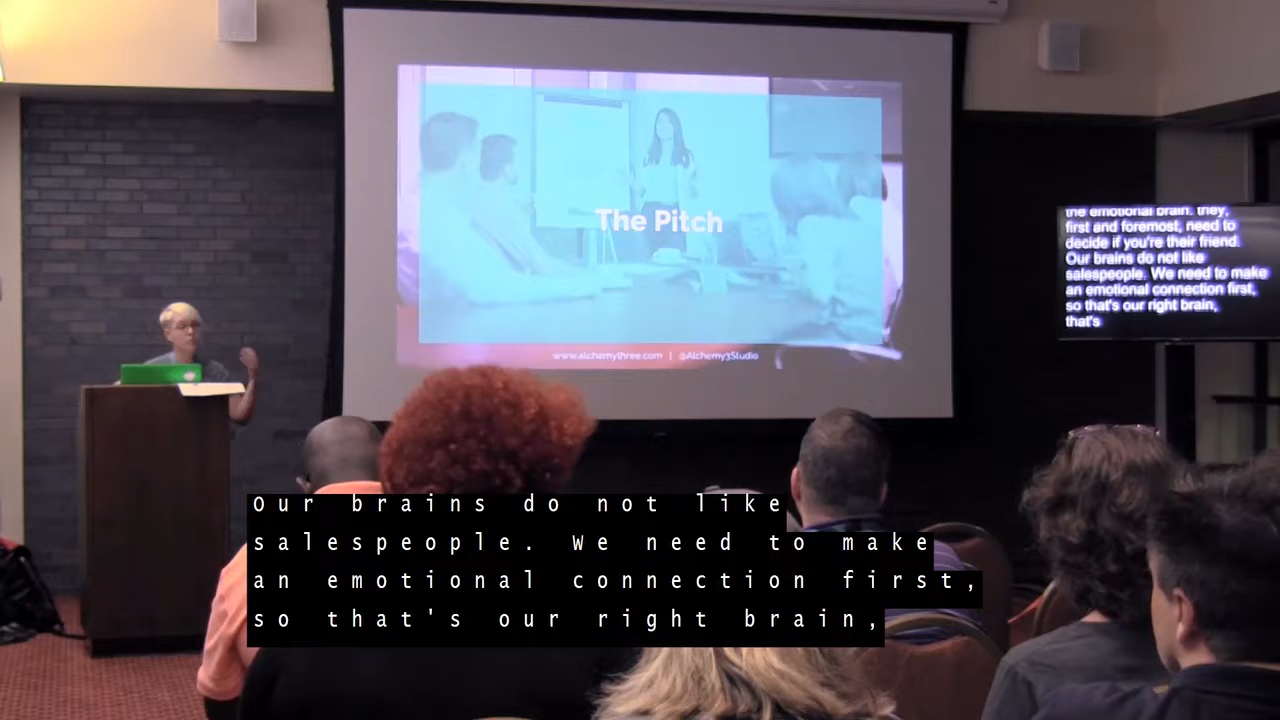 The Pitch
www.alchemythree.com | @Alchemy3Studio
the emotional brain. they,
first and foremost, need to
decide if you're their friend.
Our brains do not like
salespeople. We need to make
an emotional connection first,
so that's our right brain,
that's
Our brains do not like
salespeople. We need to make
an emotional connection first,
so that's our right brain,